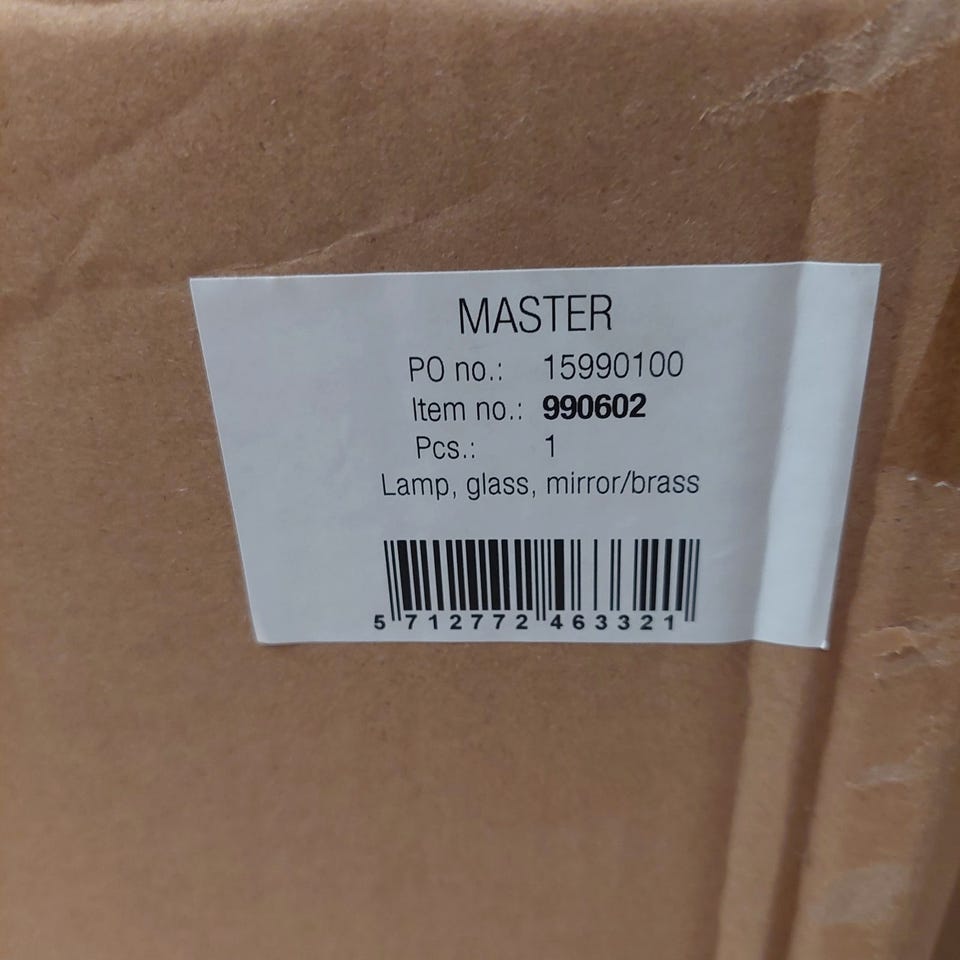 MASTER
PO no.: 15990100
Item no.: 990602
Pcs.: 1
Lamp, glass, mirror/brass
5 712772 463321